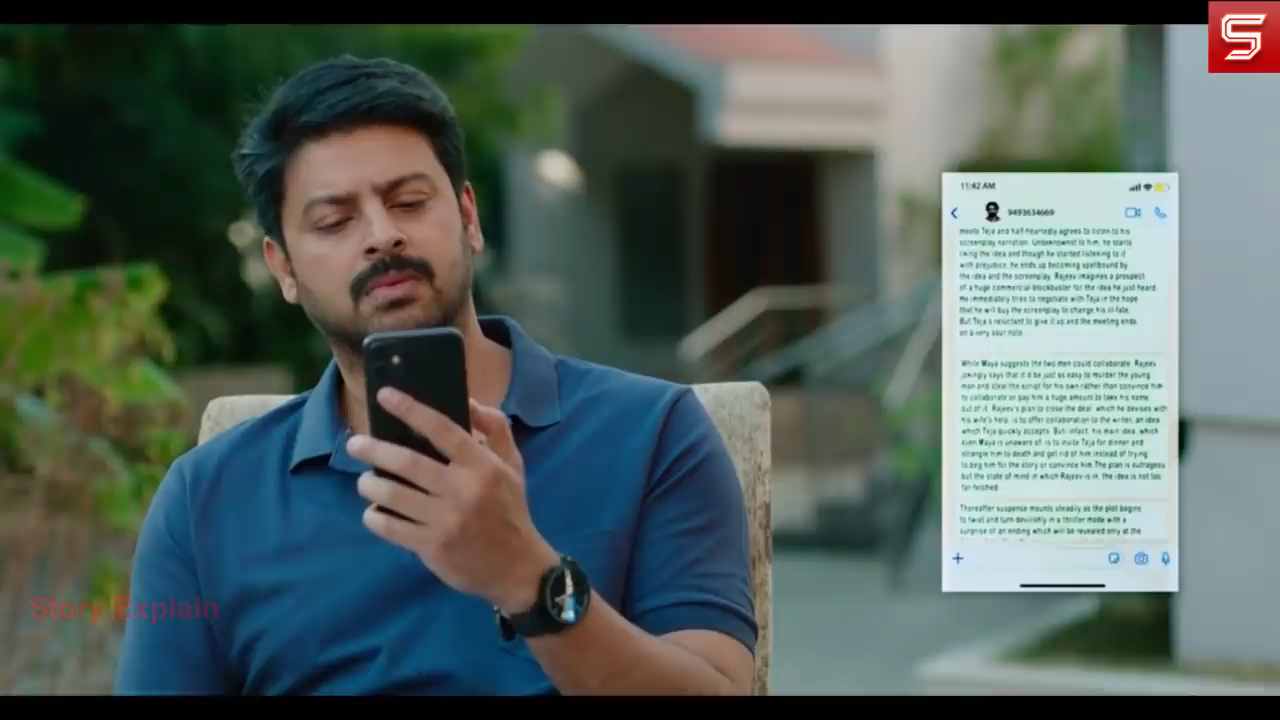 11:42 AM
9493634669
meets Teja and half-heartedly agrees to listen to his
screenplay narration. Unbeknownst to him, he starts
liking the idea and though he started listening to it
with prejudice, he ends up becoming spellbound by
the idea and the screenplay. Rajeev imagines a prospect
of a huge commercial blockbuster for the idea he just heard.
He immediately tries to negotiate with Teja in the hope
that he will buy the screenplay to change his ill-fate.
But Teja's reluctant to give it up and the meeting ends
on a very sour note.
While Maya suggests the two men could collaborate. Rajeev
jokingly says that it'd be just as easy to murder the young
man and steal the script for his own rather than convince him
to collaborate or pay him a huge amount to take his name
out of it. Rajeev's plan to close the deal, which he devises with
his wife's help, is to offer collaboration to the writer, an idea
which Teja quickly accepts. But infact, his main idea, which
even Maya is unaware of, is to invite Teja for dinner and
strangle him to death and get rid of him instead of trying
to beg him for the story or convince him. The plan is outrageou
but the state of mind in which Rajeev is in, the idea is not too
far-fetched.
Thereafter suspense mounts steadily as the plot begins
to twist and turn devilishly in a thriller mode with a
surprise of an ending which will be revealed only at the
Story Explain
S